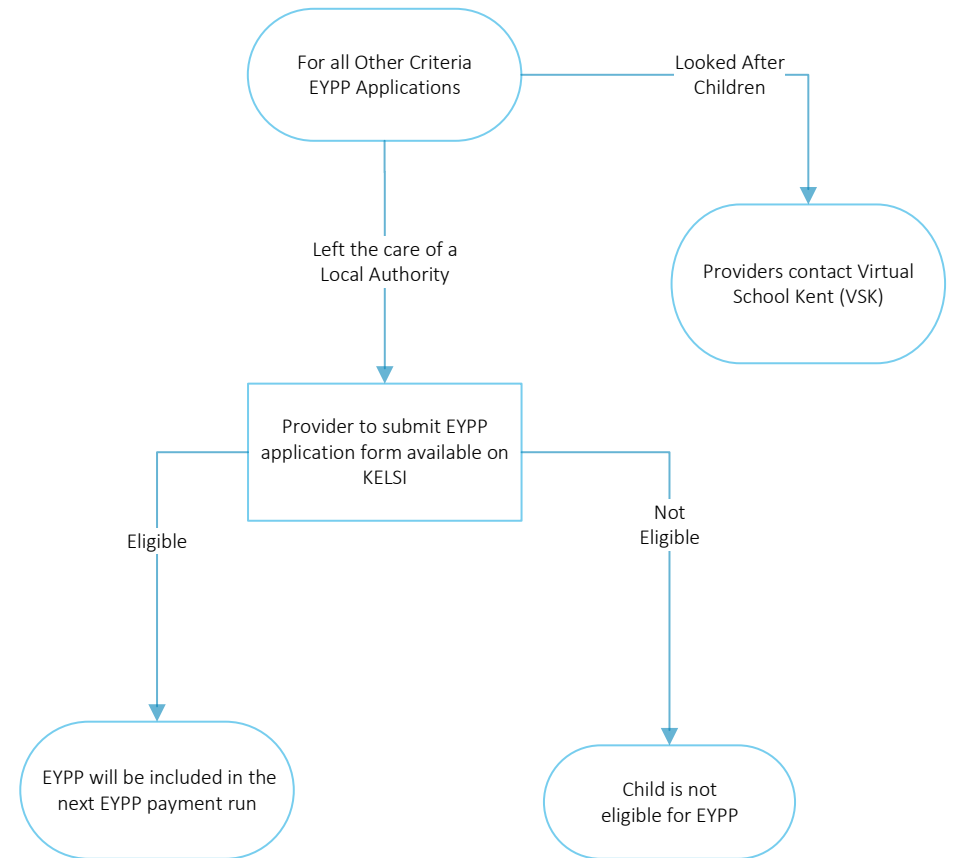 For all Other Criteria
EYPP Applications
Looked After
Children
Providers contact Virtual
School Kent (VSK)
Left the care of a
Local Authority
Provider to submit EYPP
application form available on
KELSI
Eligible
Not
Eligible
EYPP will be included in the
next EYPP payment run
Child is not
eligible for EYPP